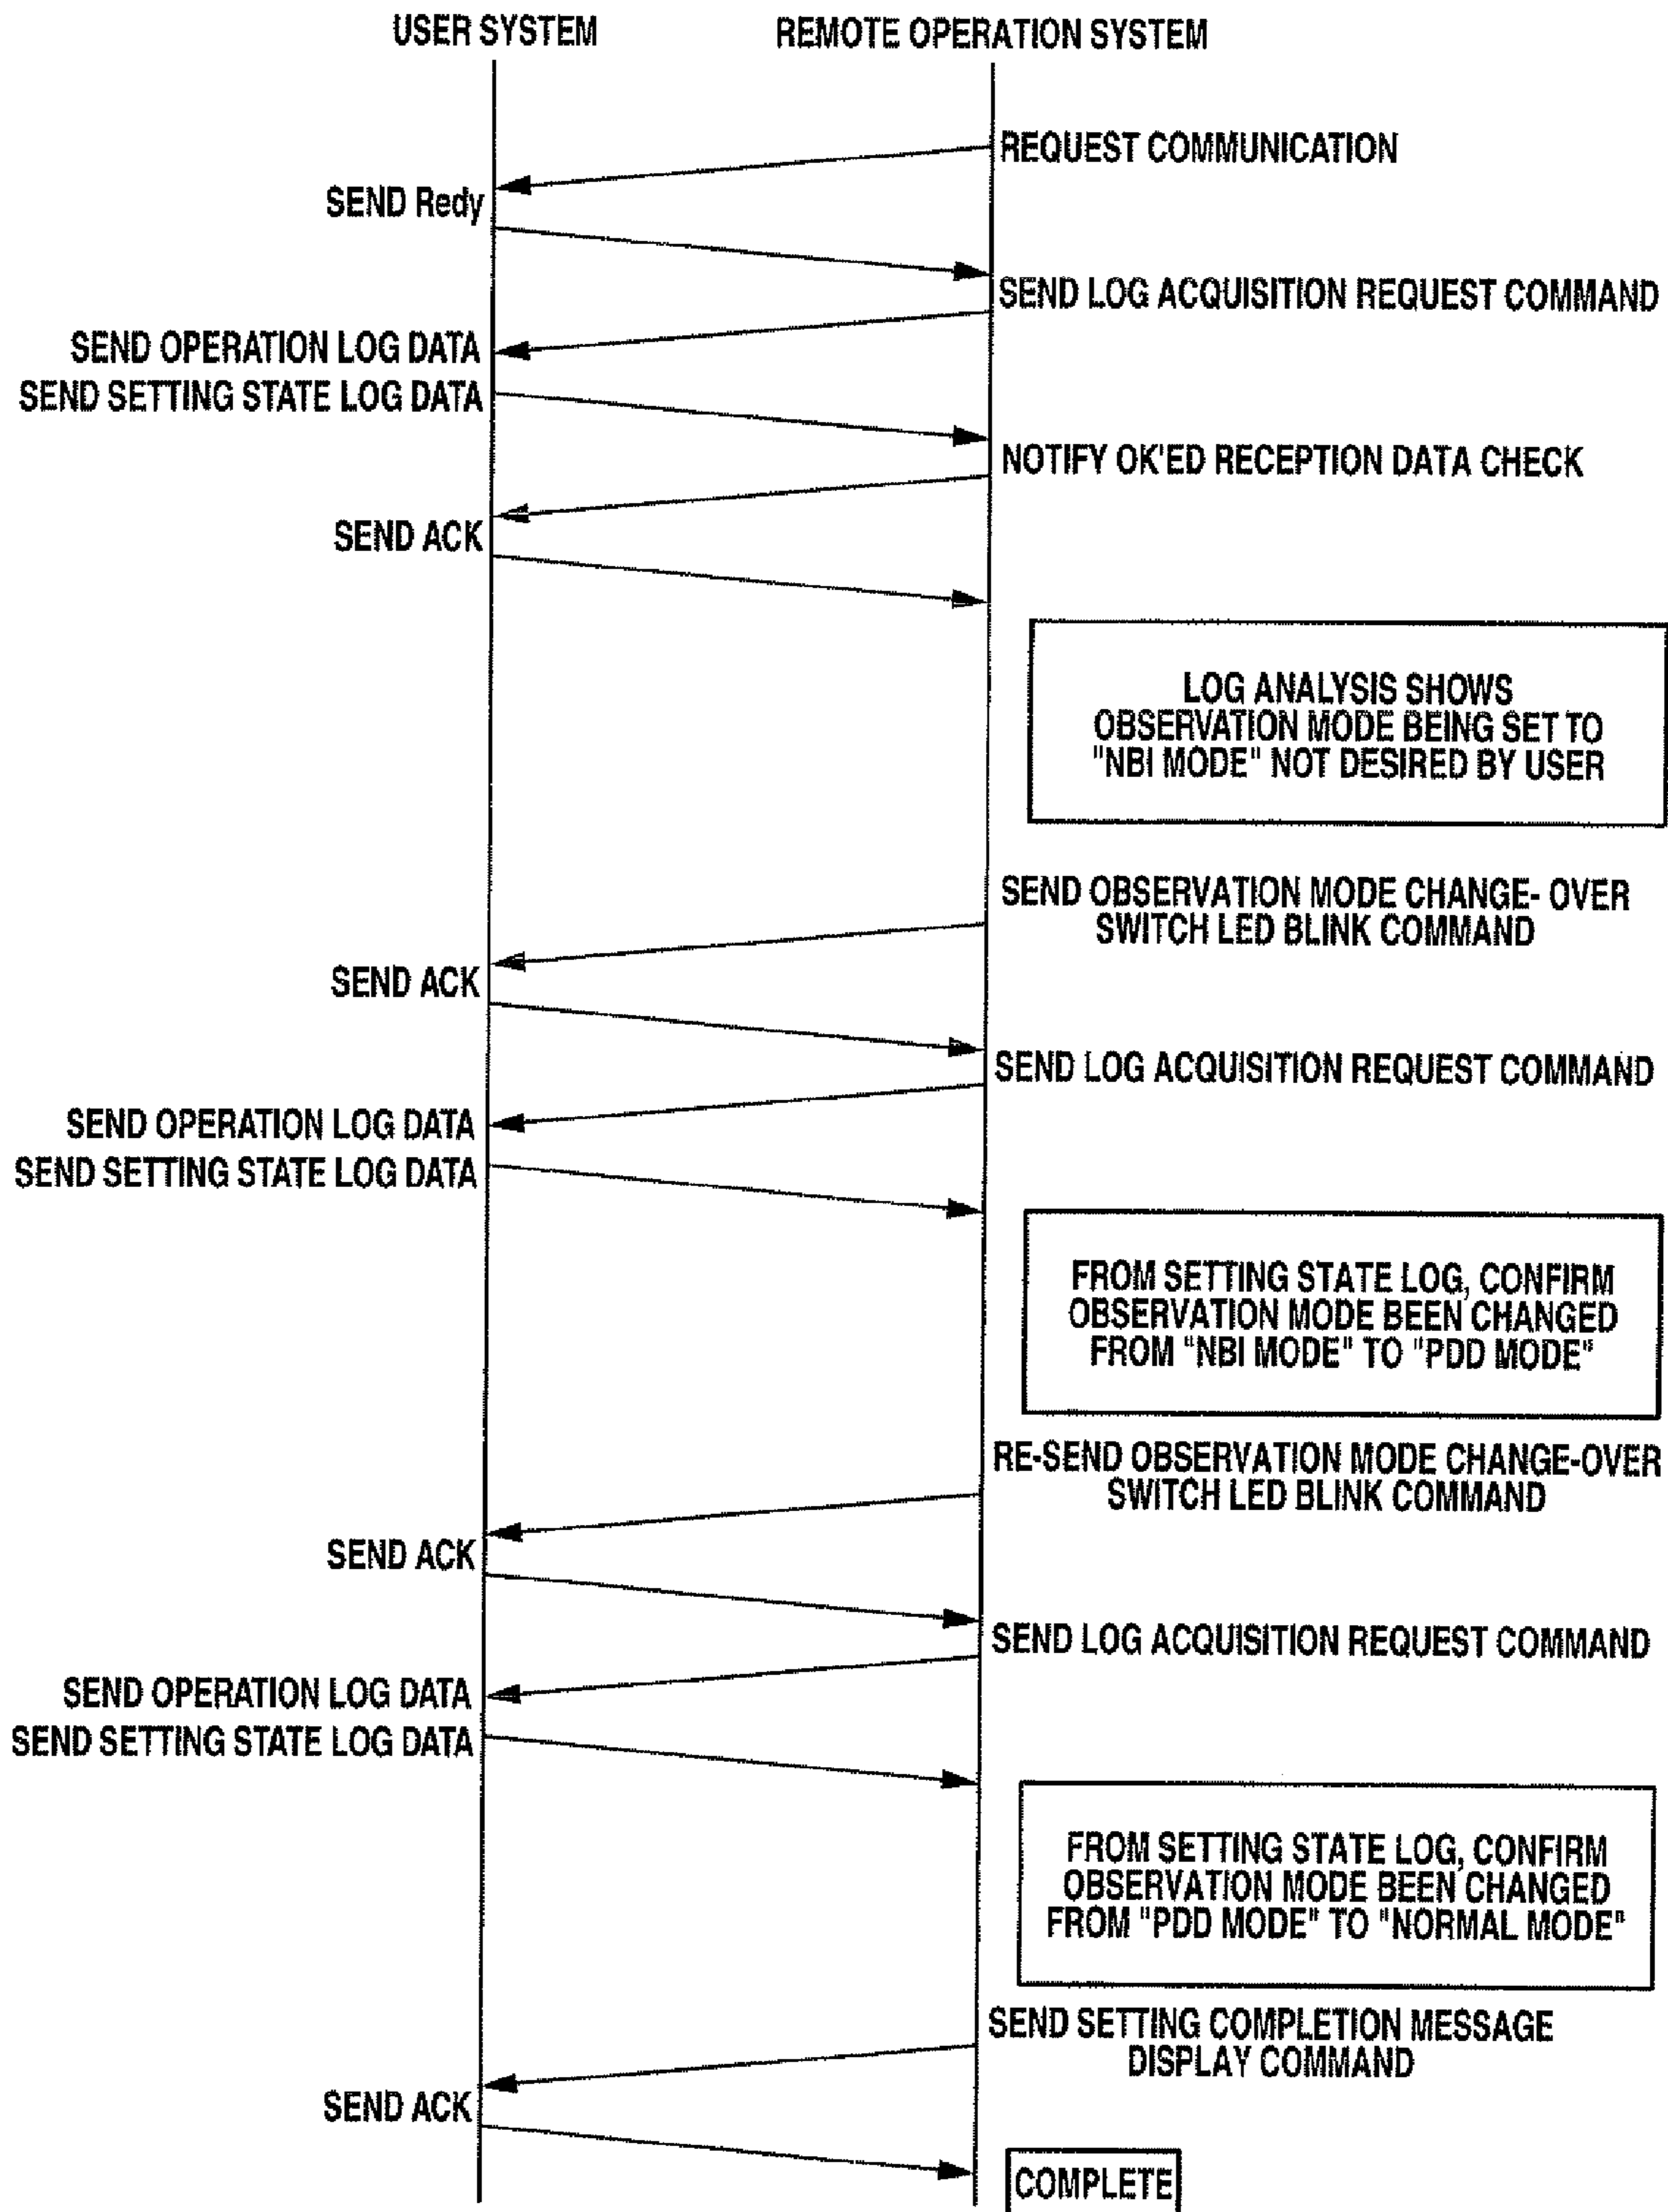 USER SYSTEM
REMOTE OPERATION SYSTEM
REQUEST COMMUNICATION
SEND Redy
SEND LOG ACQUISITION REQUEST COMMAND
SEND OPERATION LOG DATA
SEND SETTING STATE LOG DATA
NOTIFY OK'ED RECEPTION DATA CHECK
SEND ACK
LOG ANALYSIS SHOWS
OBSERVATION MODE BEING SET TO
"NBI MODE" NOT DESIRED BY USER
SEND OBSERVATION MODE CHANGE- OVER
SWITCH LED BLINK COMMAND
SEND ACK
SEND LOG ACQUISITION REQUEST COMMAND
SEND OPERATION LOG DATA
SEND SETTING STATE LOG DATA
FROM SETTING STATE LOG, CONFIRM
OBSERVATION MODE BEEN CHANGED
FROM "NBI MODE" TO "PDD MODE"
RE-SEND OBSERVATION MODE CHANGE-OVER
SWITCH LED BLINK COMMAND
SEND ACK
SEND LOG ACQUISITION REQUEST COMMAND
SEND OPERATION LOG DATA
SEND SETTING STATE LOG DATA
FROM SETTING STATE LOG, CONFIRM
OBSERVATION MODE BEEN CHANGED
FROM "PDD MODE" TO "NORMAL MODE"
SEND SETTING COMPLETION MESSAGE
DISPLAY COMMAND
SEND ACK
COMPLETE